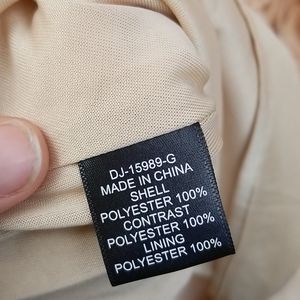 DJ-15989-G
MADE IN CHINA
SHELL
POLYESTER 100%
CONTRAST
POLYESTER 100%
LINING
POLYESTER 100%